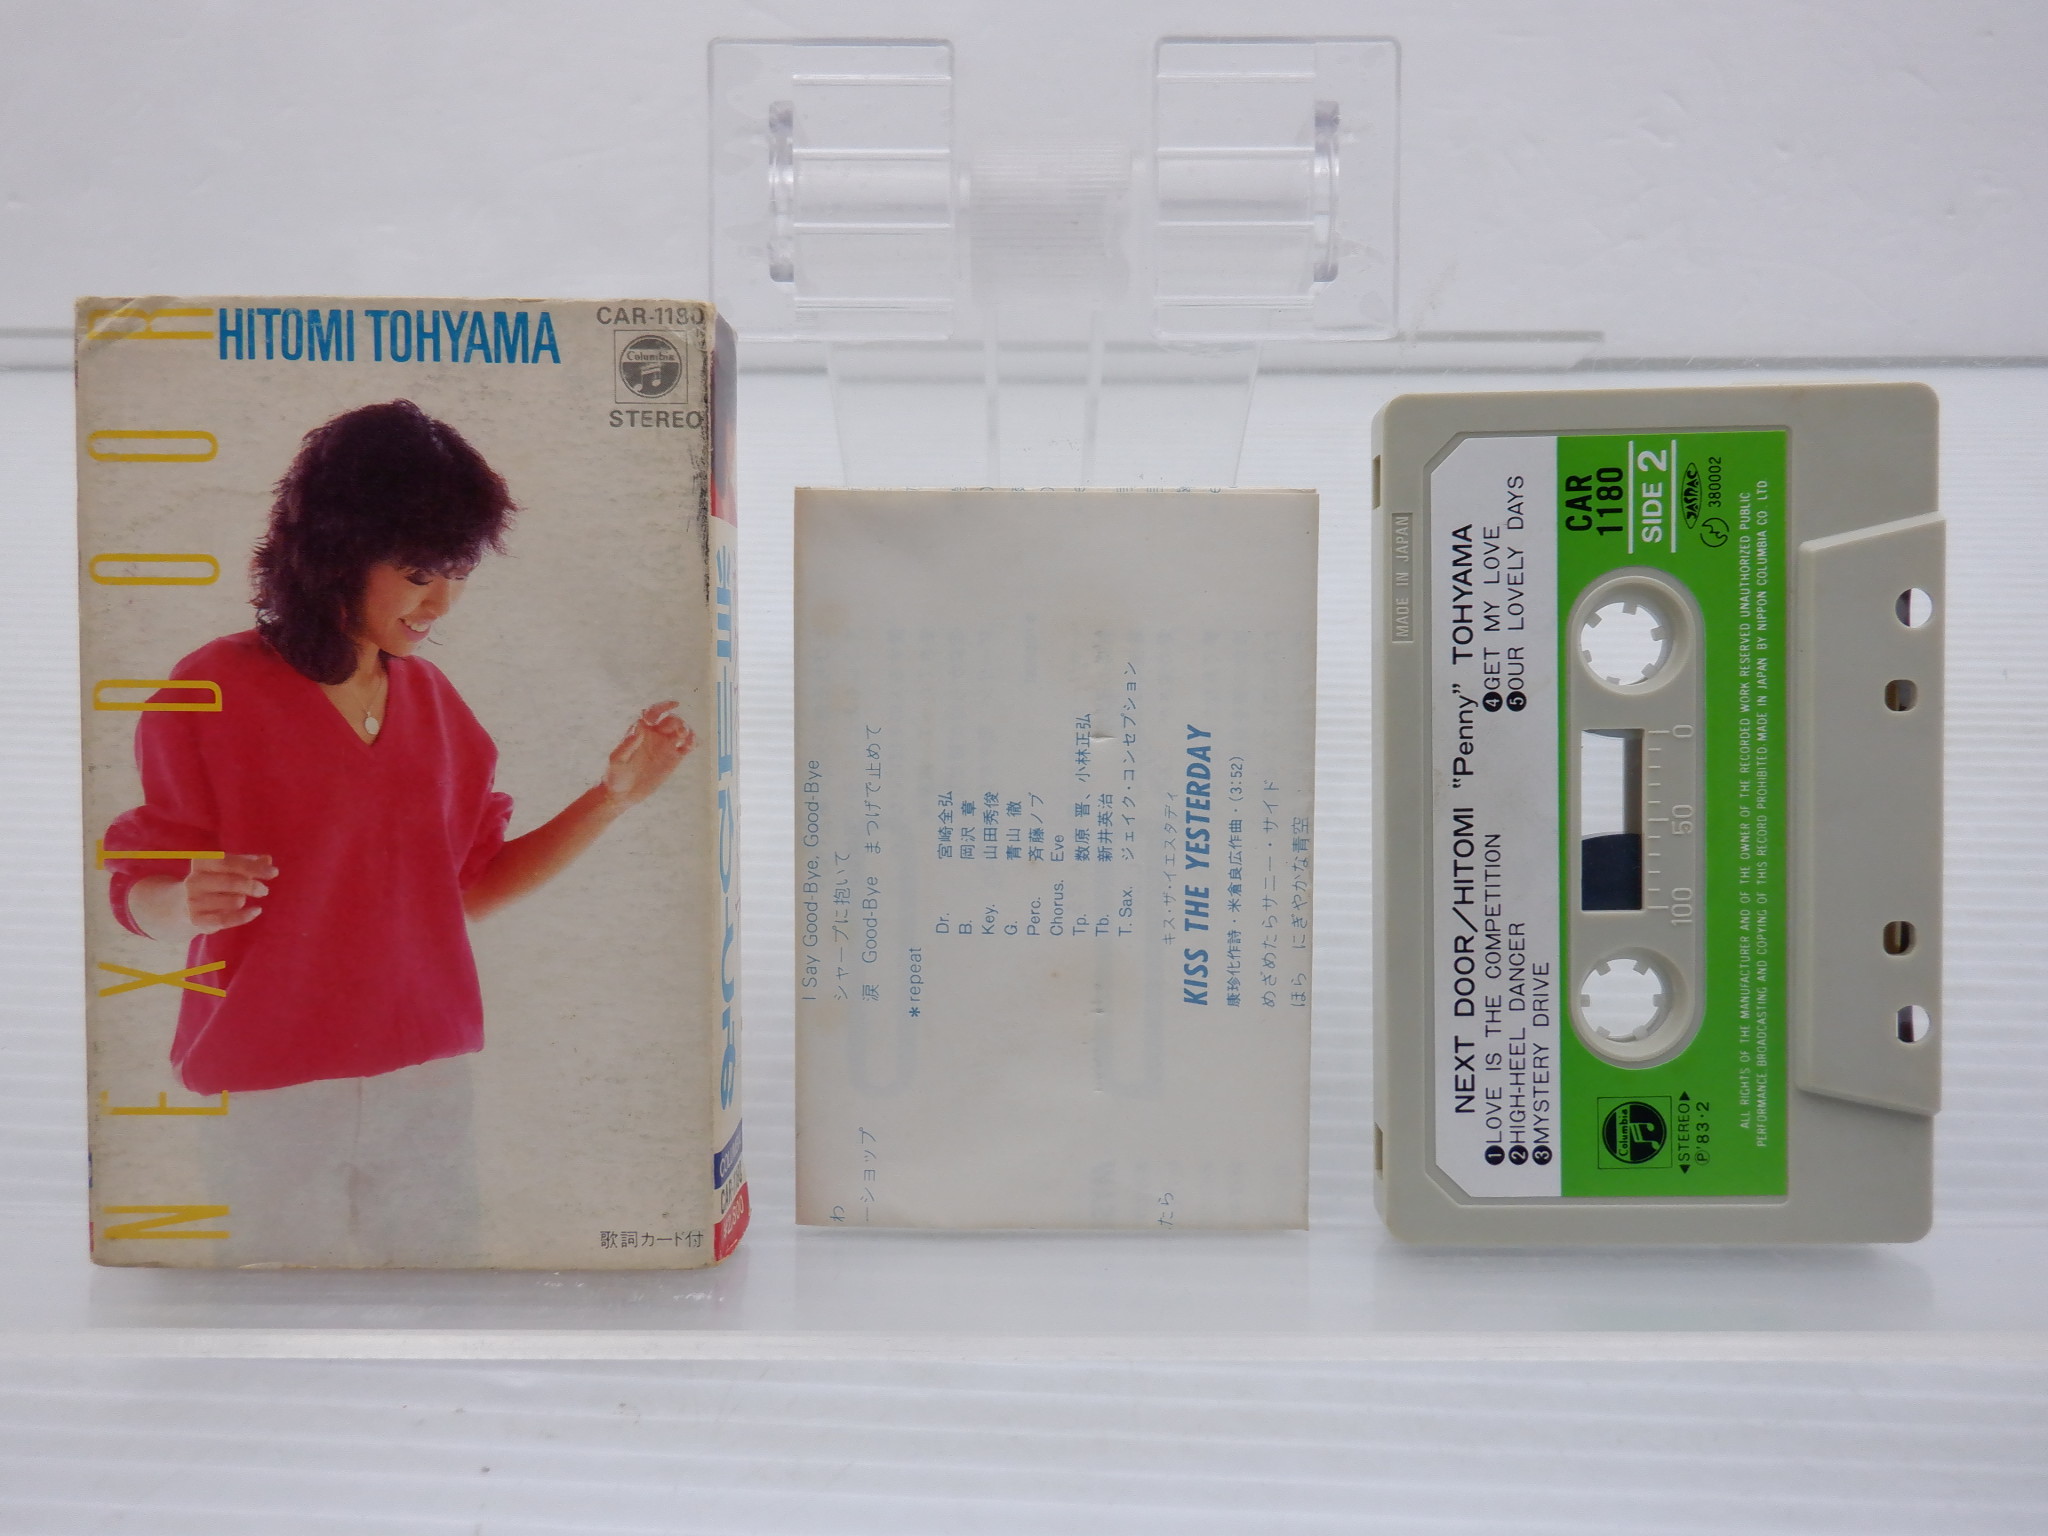 NEXT DOOR
HITOMI TOHYAMA
CAR-1180
Columbia
STEREO
歌詞カード付
I Say Good-Bye, Good-Bye
シャープに抱いて
涙 Good-Bye まつげで止めて
*repeat
Dr. 宮崎全弘
B. 岡沢 章
Key. 山田秀俊
G. 青山 徹
Perc. 斉藤ノブ
Chorus. Eve
Tp. 数原 晋、小林正弘
Tb. 新井英治
T. Sax. ジェイク・コンセプション
キス・ザ・イエスタディ
KISS THE YESTERDAY
康珍化作詩・米倉良広作曲・(3:52)
めざめたらサニー・サイド
ほら にぎやかな青空
わ
ーショップ
たら
MADE IN JAPAN
NEXT DOOR/HITOMI "Penny" TOHYAMA
❶LOVE IS THE COMPETITION
❷HIGH-HEEL DANCER
❸MYSTERY DRIVE
❹GET MY LOVE
❺OUR LOVELY DAYS
CAR
1180
SIDE 2
JASRAC
380002
100 50 0
Columbia
◀STEREO▶
Ⓟ'83・2
ALL RIGHTS OF THE MANUFACTURER AND OF THE OWNER OF THE RECORDED WORK RESERVED UNAUTHORIZED PUBLIC
PERFORMANCE BROADCASTING AND COPYING OF THIS RECORD PROHIBITED MADE IN JAPAN BY NIPPON COLUMBIA CO. LTD